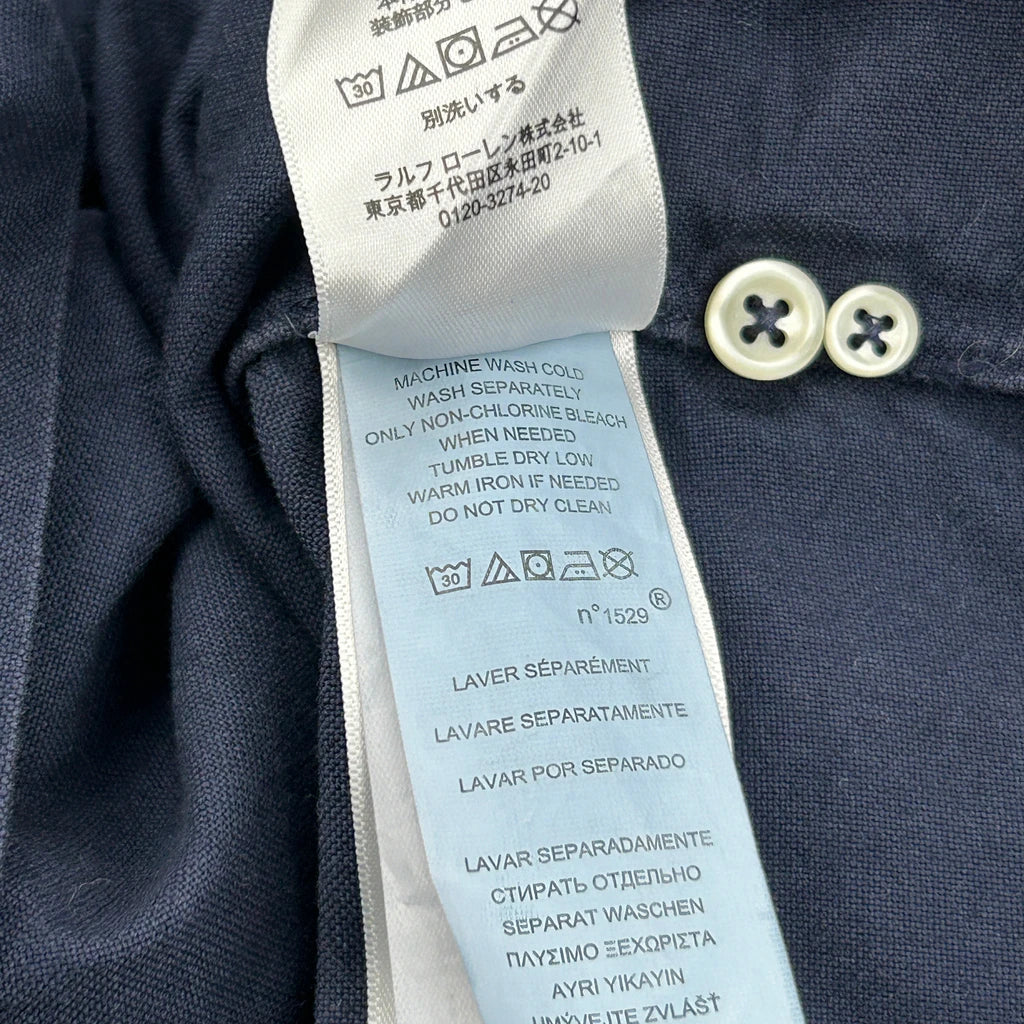 装飾部分
30
別洗いする
ラルフ ローレン株式会社
東京都千代田区永田町2-10-1
0120-3274-20
MACHINE WASH COLD
WASH SEPARATELY
ONLY NON-CHLORINE BLEACH
WHEN NEEDED
TUMBLE DRY LOW
WARM IRON IF NEEDED
DO NOT DRY CLEAN
30
n°1529®
LAVER SÉPARÉMENT
LAVARE SEPARATAMENTE
LAVAR POR SEPARADO
LAVAR SEPARADAMENTE
СТИРАТЬ ОТДЕЛЬНО
SEPARAT WASCHEN
ΠΛΥΣΙΜΟ ΞΕΧΩΡΙΣΤΑ
AYRI YIKAYIN
UMÝVEJTE ZVLÁŠŤ